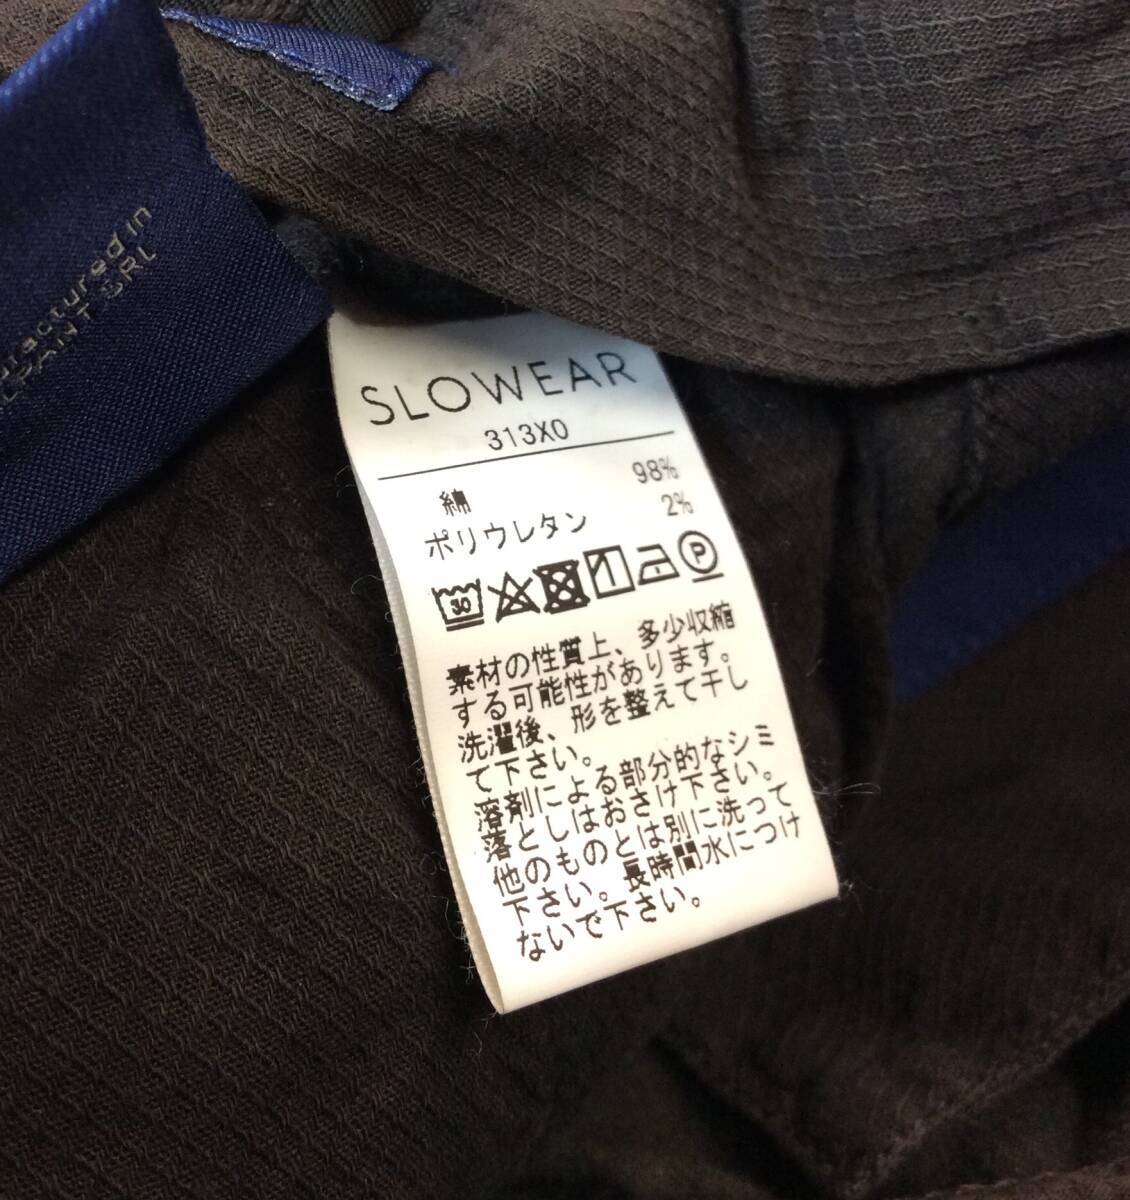 SLOWEAR
313X0
綿 98%
ポリウレタン 2%
30
P
素材の性質上、多少収縮
する可能性があります。
洗濯後、形を整えて干し
て下さい。
溶剤による部分的なシミ
落としはおさけ下さい。
他のものとは別に洗って
下さい。長時間水につけ
ないで下さい。
in
SRL